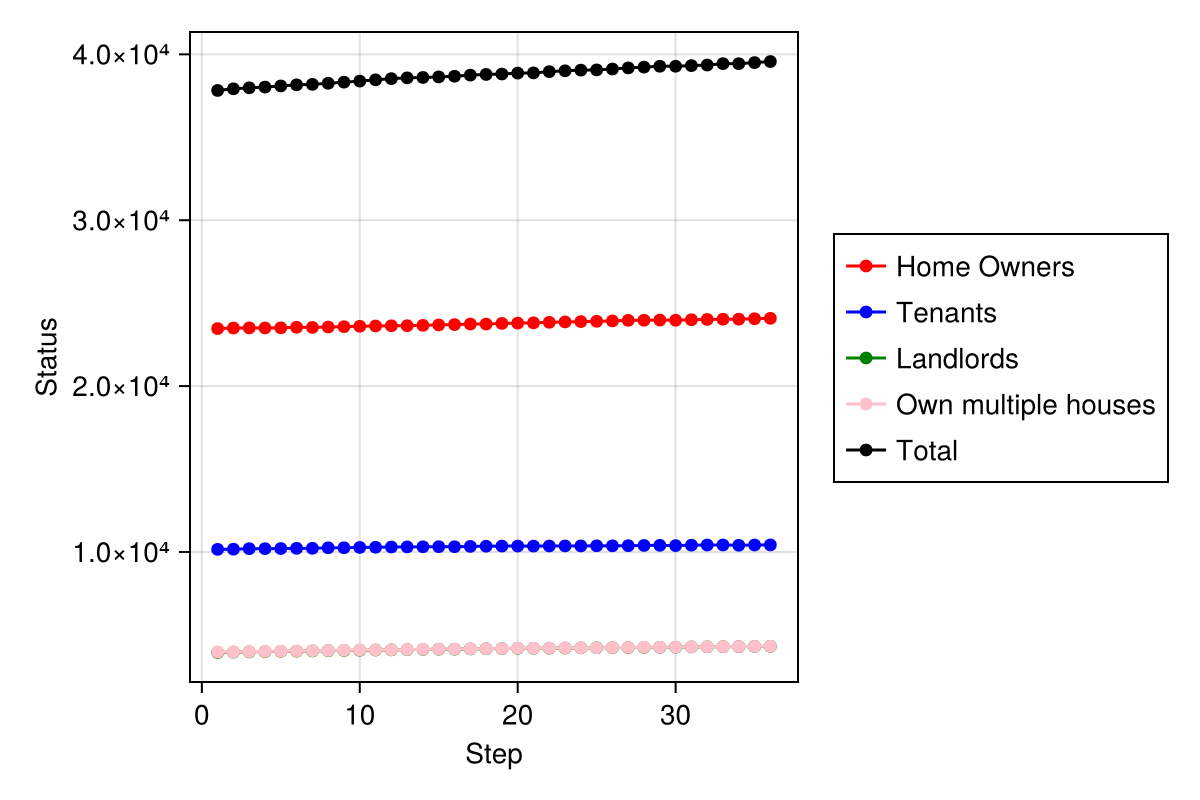 4.0×10⁴
3.0×10⁴
2.0×10⁴
1.0×10⁴
Status
0 10 20 30
Step
Home Owners
Tenants
Landlords
Own multiple houses
Total